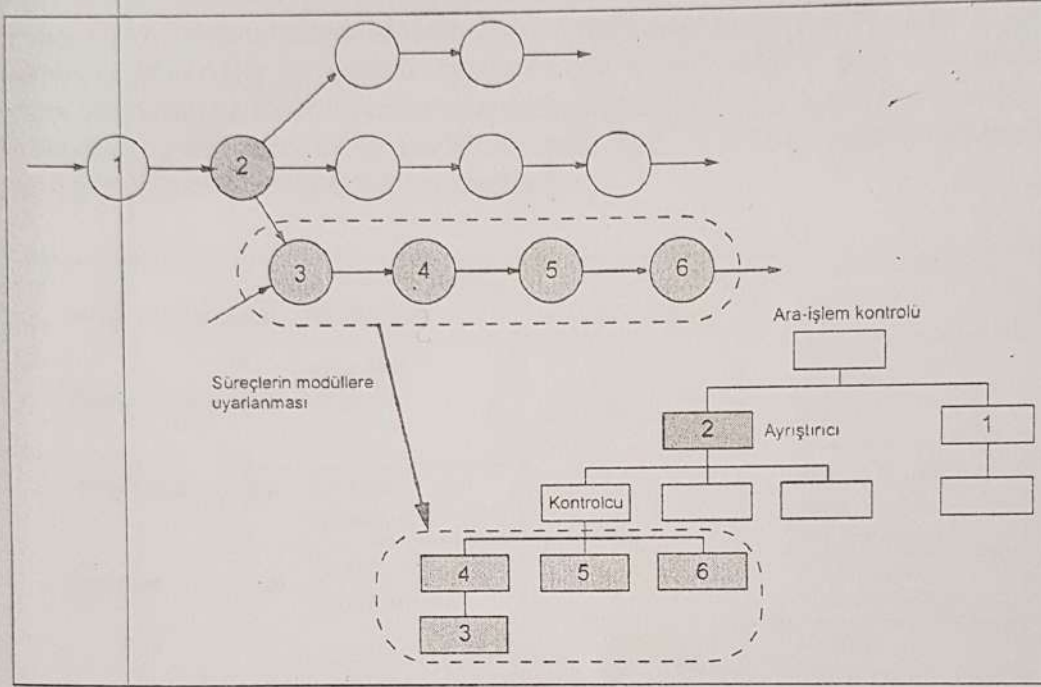 1
2
3
4
5
6
Ara-işlem kontrolü
Süreçlerin modüllere
uyarlanması
2
Ayrıştırıcı
1
Kontrolcu
4
5
6
3